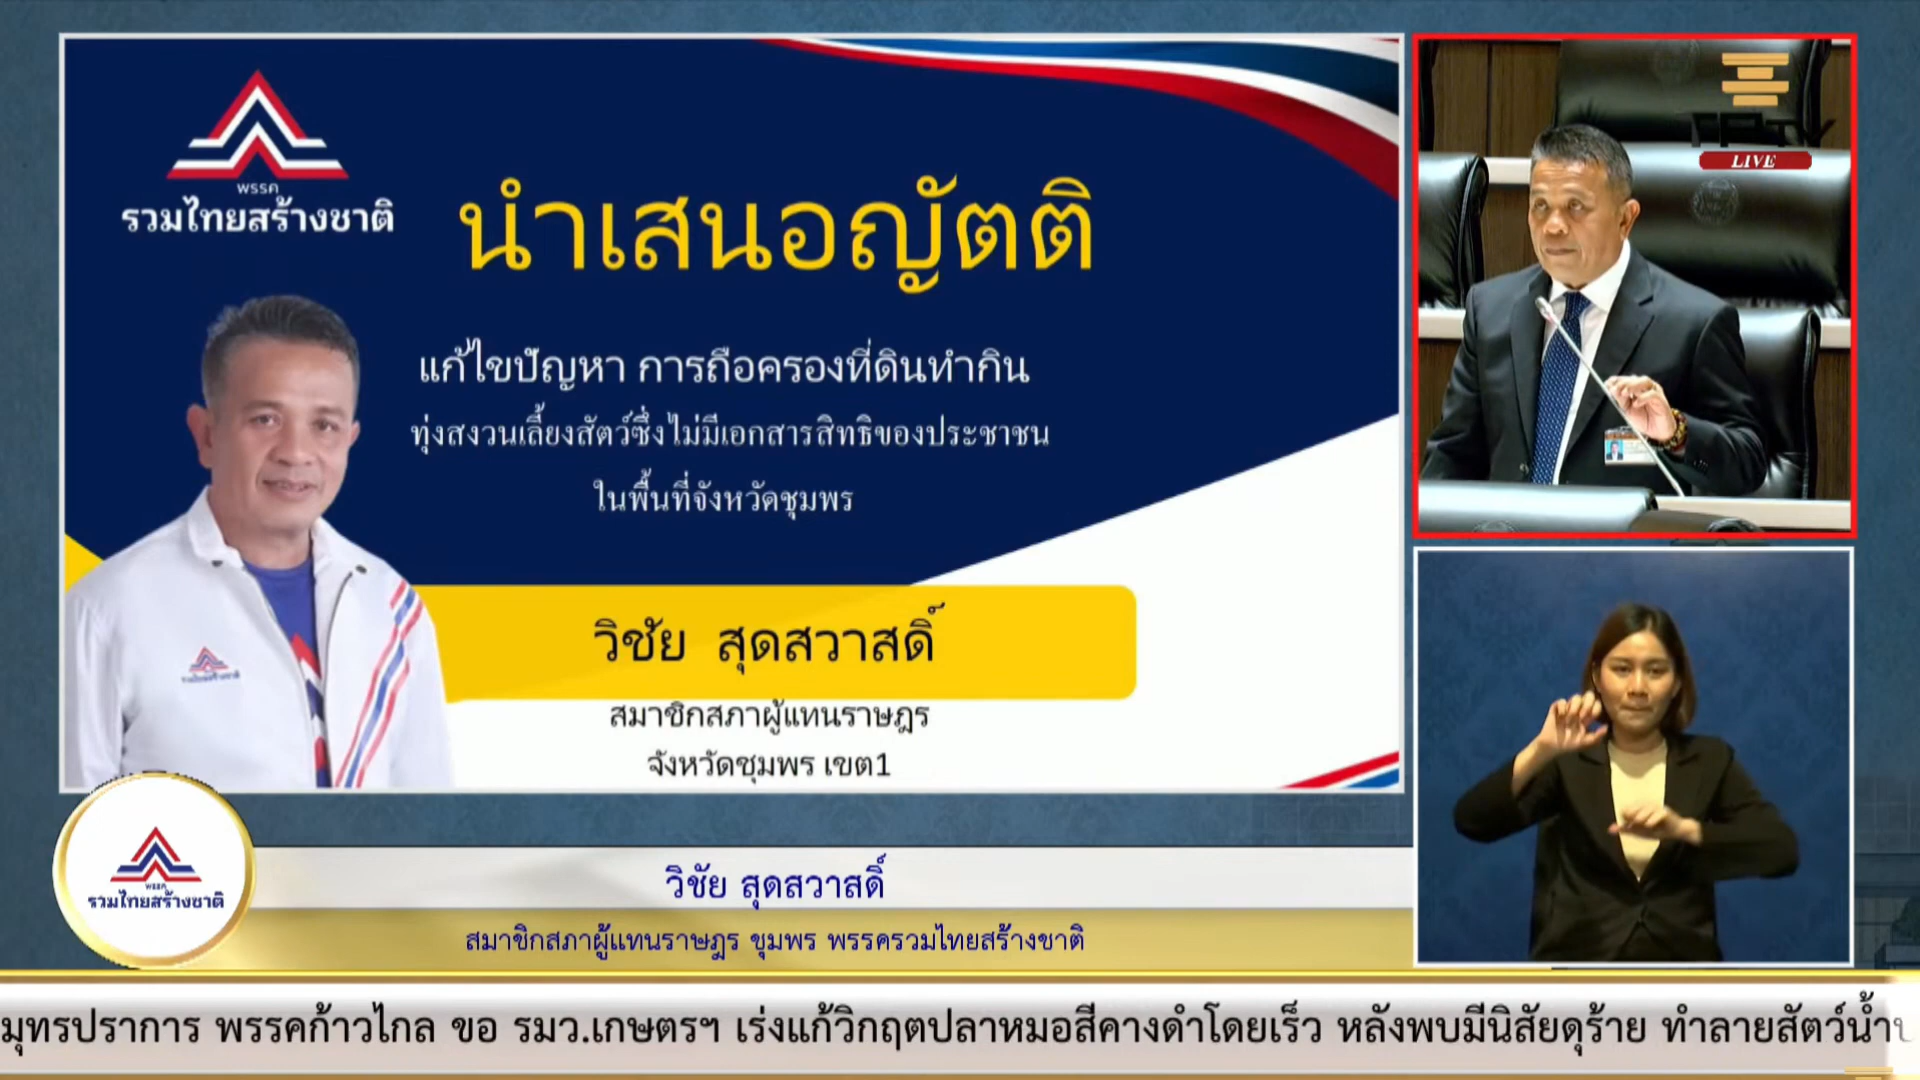 พรรค
รวมไทยสร้างชาติ
นำเสนอญัตติ
แก้ไขปัญหา การถือครองที่ดินทำกิน
ทุ่งสงวนเลี้ยงสัตว์ซึ่งไม่มีเอกสารสิทธิของประชาชน
ในพื้นที่จังหวัดชุมพร
วิชัย สุดสวาสดิ์
สมาชิกสภาผู้แทนราษฎร
จังหวัดชุมพร เขต1
LIVE
พรรค
รวมไทยสร้างชาติ
วิชัย สุดสวาสดิ์
สมาชิกสภาผู้แทนราษฎร ชุมพร พรรครวมไทยสร้างชาติ
มุทรปราการ พรรคก้าวไกล ขอ รมว.เกษตรฯ เร่งแก้วิกฤตปลาหมอสีคางดำโดยเร็ว หลังพบมีนิสัยดุร้าย ทำลายสัตว์น้ำ